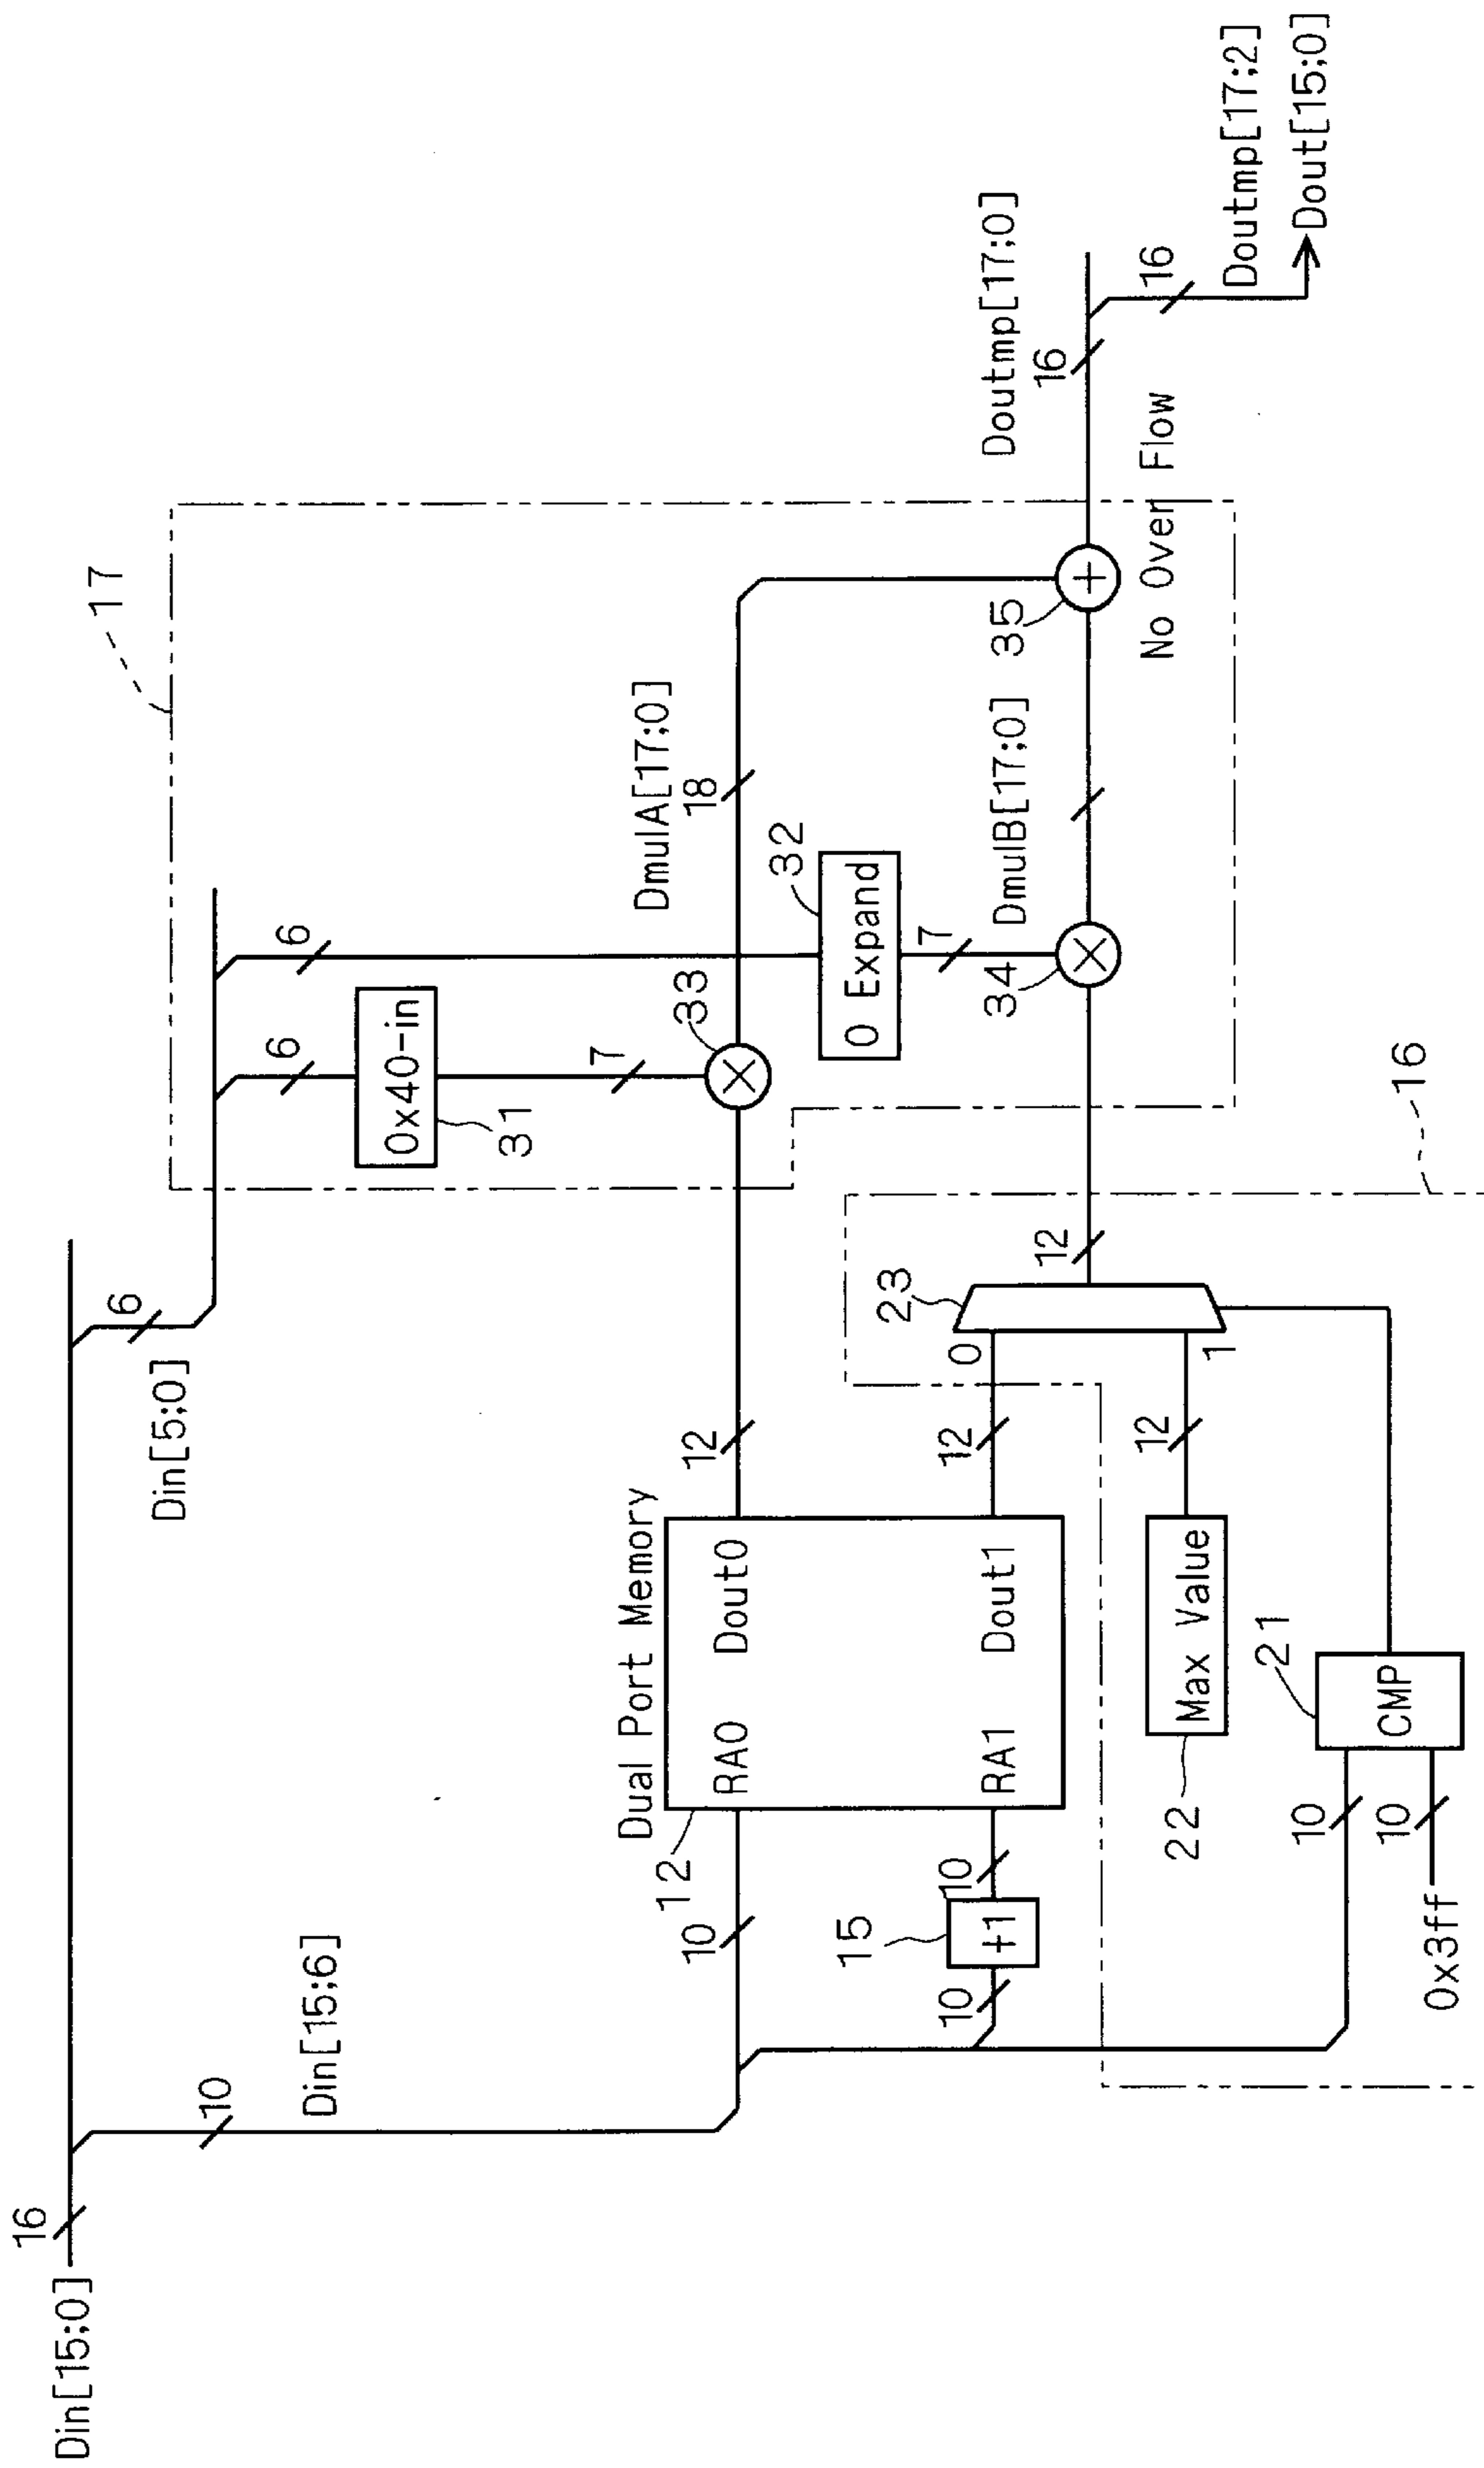 Din[15;0]
16
10
Din[15;6]
Din[5;0]
6
17
6
0x40-in
31
7
6
33
DmulA[17;0]
18
32
0 Expand
7
34
DmulB[17;0]
35
No Over Flow
Doutmp[17;0]
16
16
Doutmp[17;2]
Dout[15;0]
Dual Port Memory
12
10
RA0
Dout0
12
15
10
+1
10
RA1
Dout1
12
0
23
12
16
22
Max Value
12
1
21
10
10
CMP
0x3ff